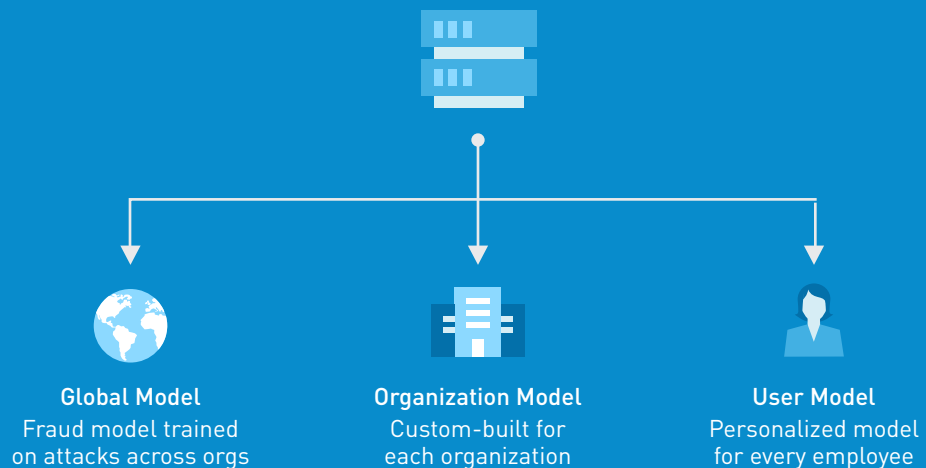 Global Model
Fraud model trained
on attacks across orgs
Organization Model
Custom-built for
each organization
User Model
Personalized model
for every employee